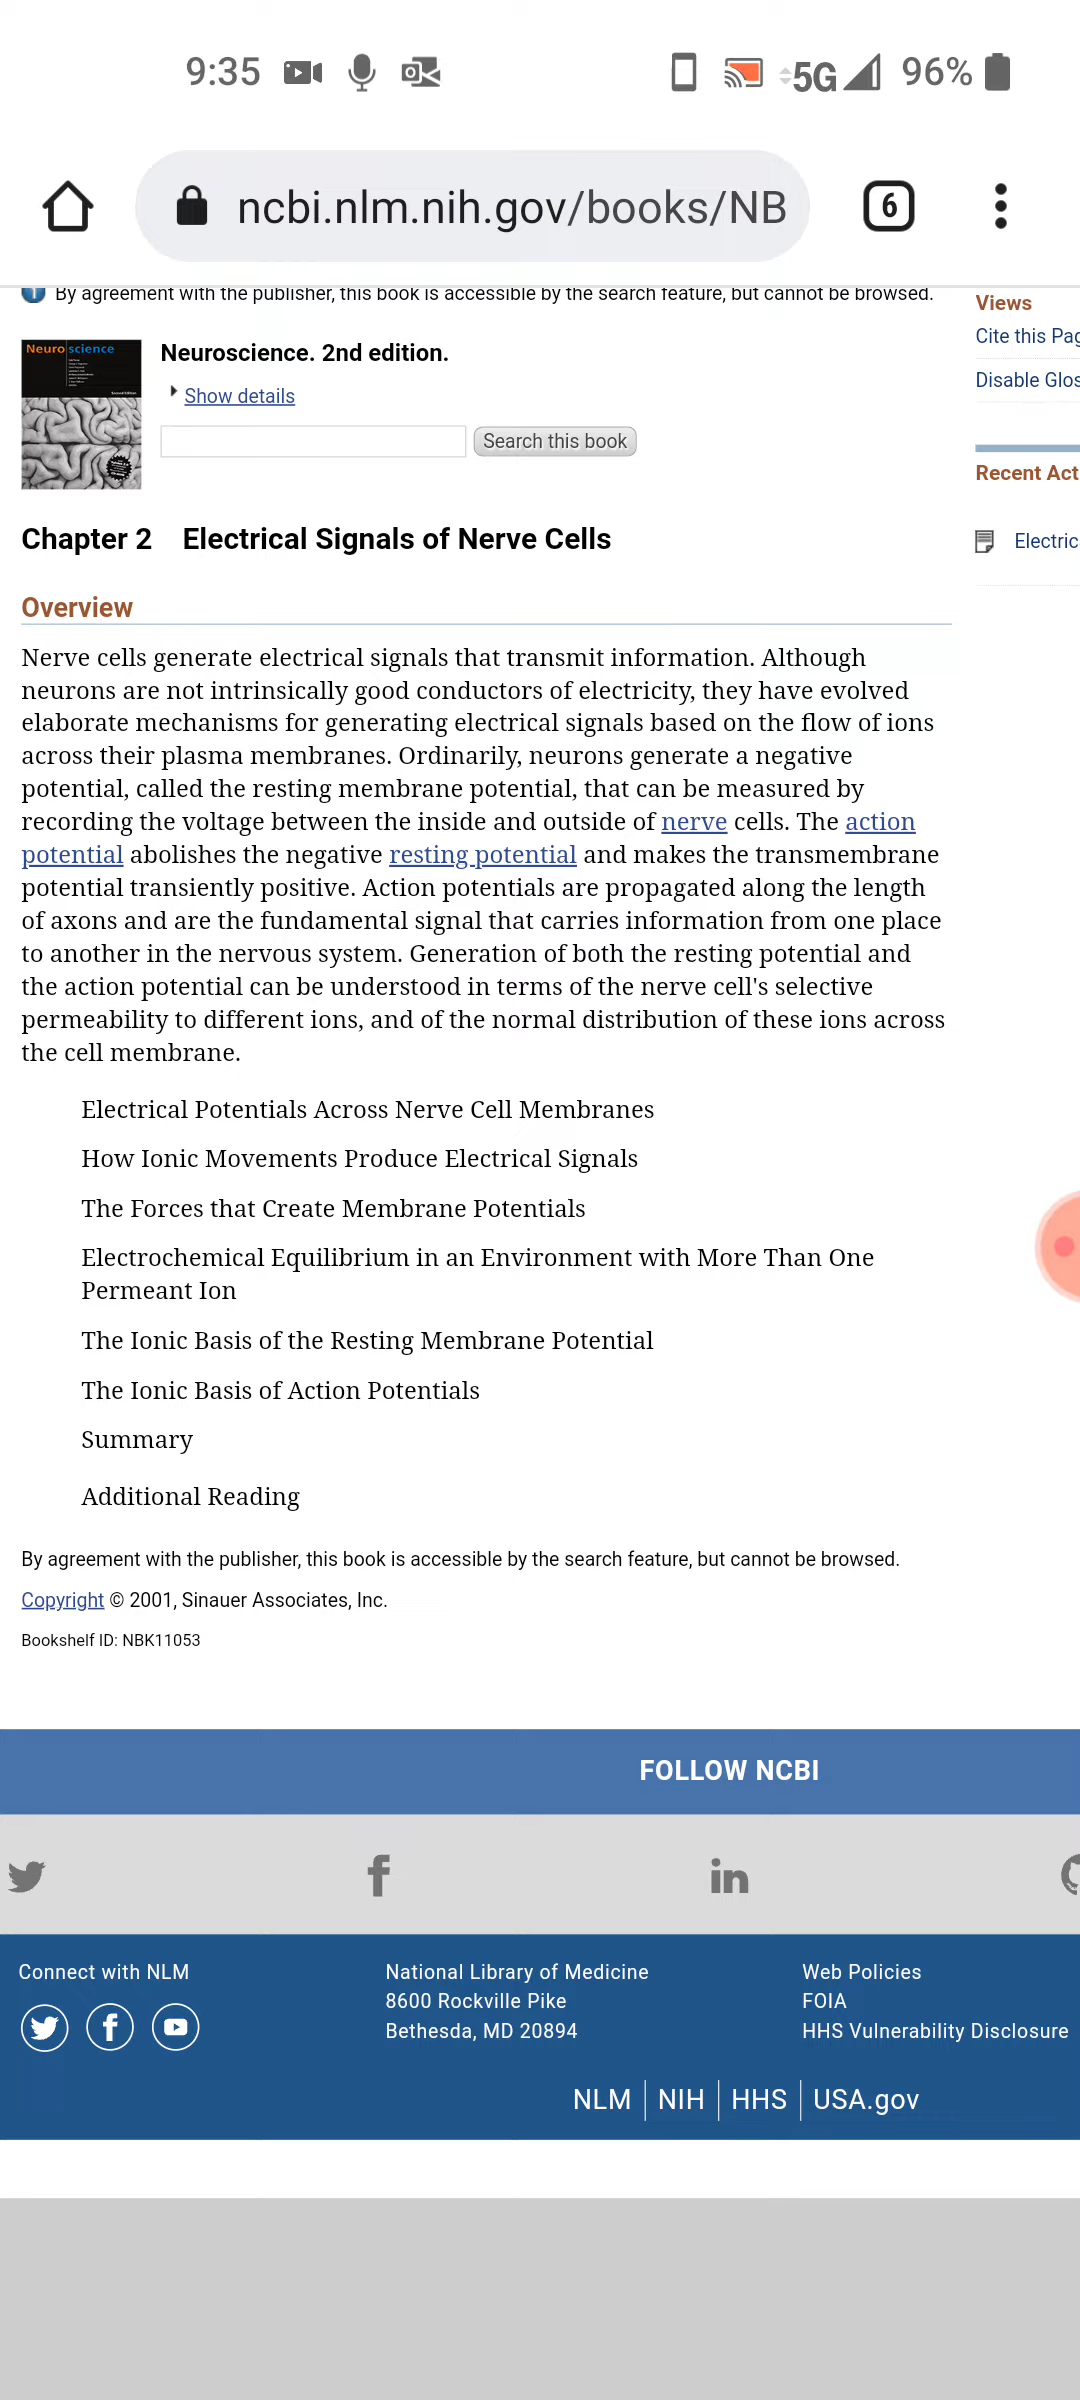 9:35
5G 96%
ncbi.nlm.nih.gov/books/NB
6
By agreement with the publisher, this book is accessible by the search feature, but cannot be browsed.
Views
Cite this Pag
Disable Glos
Recent Act
Electric
Neuroscience
Neuroscience. 2nd edition.
Show details
Search this book
Chapter 2 Electrical Signals of Nerve Cells
Overview
Nerve cells generate electrical signals that transmit information. Although
neurons are not intrinsically good conductors of electricity, they have evolved
elaborate mechanisms for generating electrical signals based on the flow of ions
across their plasma membranes. Ordinarily, neurons generate a negative
potential, called the resting membrane potential, that can be measured by
recording the voltage between the inside and outside of nerve cells. The action
potential abolishes the negative resting potential and makes the transmembrane
potential transiently positive. Action potentials are propagated along the length
of axons and are the fundamental signal that carries information from one place
to another in the nervous system. Generation of both the resting potential and
the action potential can be understood in terms of the nerve cell's selective
permeability to different ions, and of the normal distribution of these ions across
the cell membrane.
Electrical Potentials Across Nerve Cell Membranes
How Ionic Movements Produce Electrical Signals
The Forces that Create Membrane Potentials
Electrochemical Equilibrium in an Environment with More Than One
Permeant Ion
The Ionic Basis of the Resting Membrane Potential
The Ionic Basis of Action Potentials
Summary
Additional Reading
By agreement with the publisher, this book is accessible by the search feature, but cannot be browsed.
Copyright © 2001, Sinauer Associates, Inc.
Bookshelf ID: NBK11053
FOLLOW NCBI
Connect with NLM
National Library of Medicine
8600 Rockville Pike
Bethesda, MD 20894
Web Policies
FOIA
HHS Vulnerability Disclosure
NLM | NIH | HHS | USA.gov